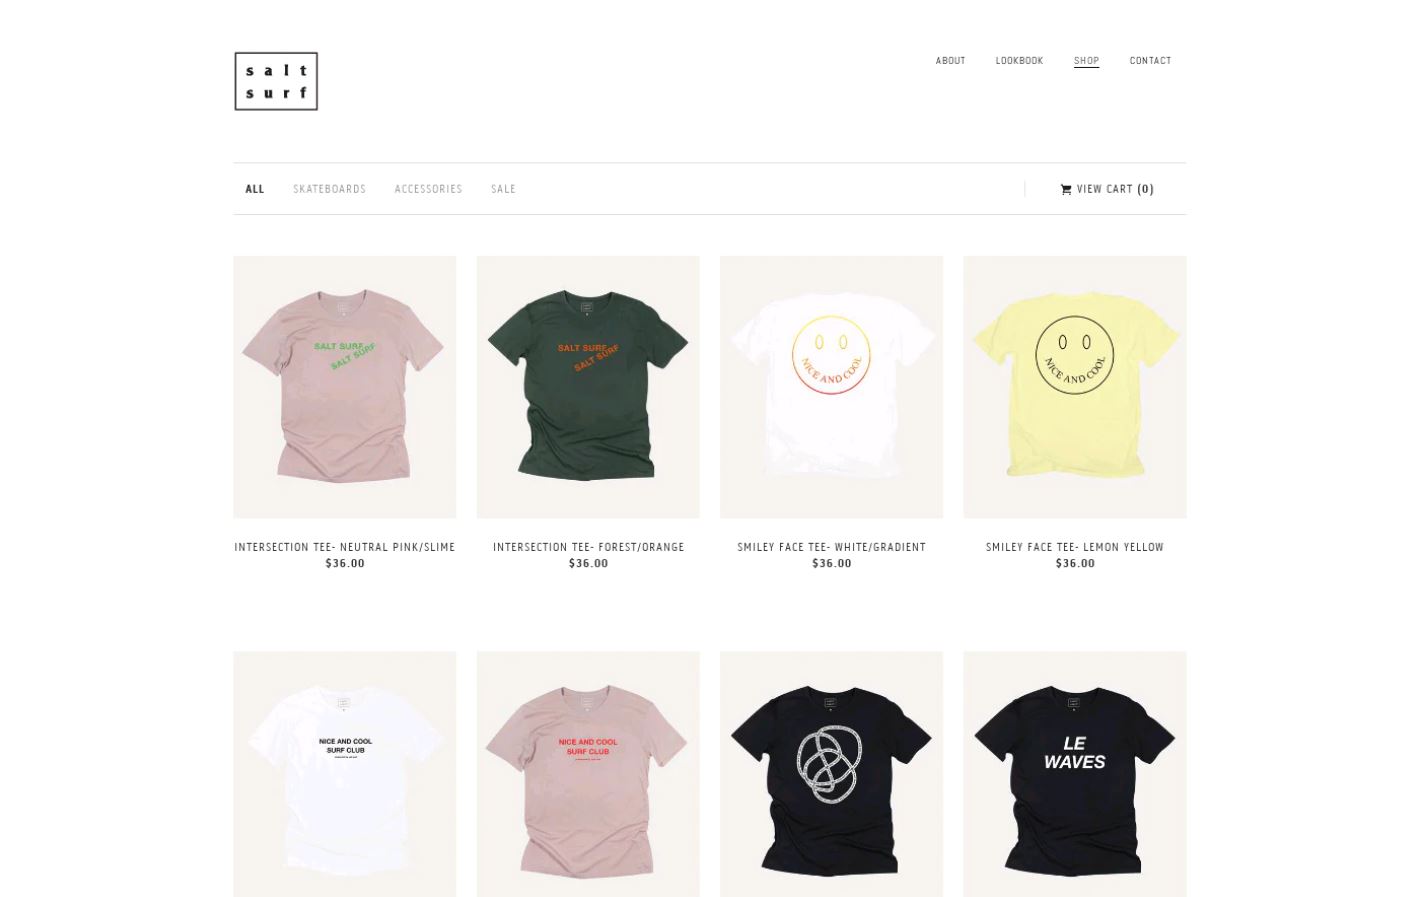 salt
surf
ABOUT LOOKBOOK SHOP CONTACT
ALL SKATEBOARDS ACCESSORIES SALE VIEW CART (0)
SALT SURF
SALT SURF
SALT SURF
SALT SURF
NICE AND COOL
NICE AND COOL
INTERSECTION TEE- NEUTRAL PINK/SLIME
$36.00
INTERSECTION TEE- FOREST/ORANGE
$36.00
SMILEY FACE TEE- WHITE/GRADIENT
$36.00
SMILEY FACE TEE- LEMON YELLOW
$36.00
NICE AND COOL
SURF CLUB
NICE AND COOL
SURF CLUB
LE
WAVES